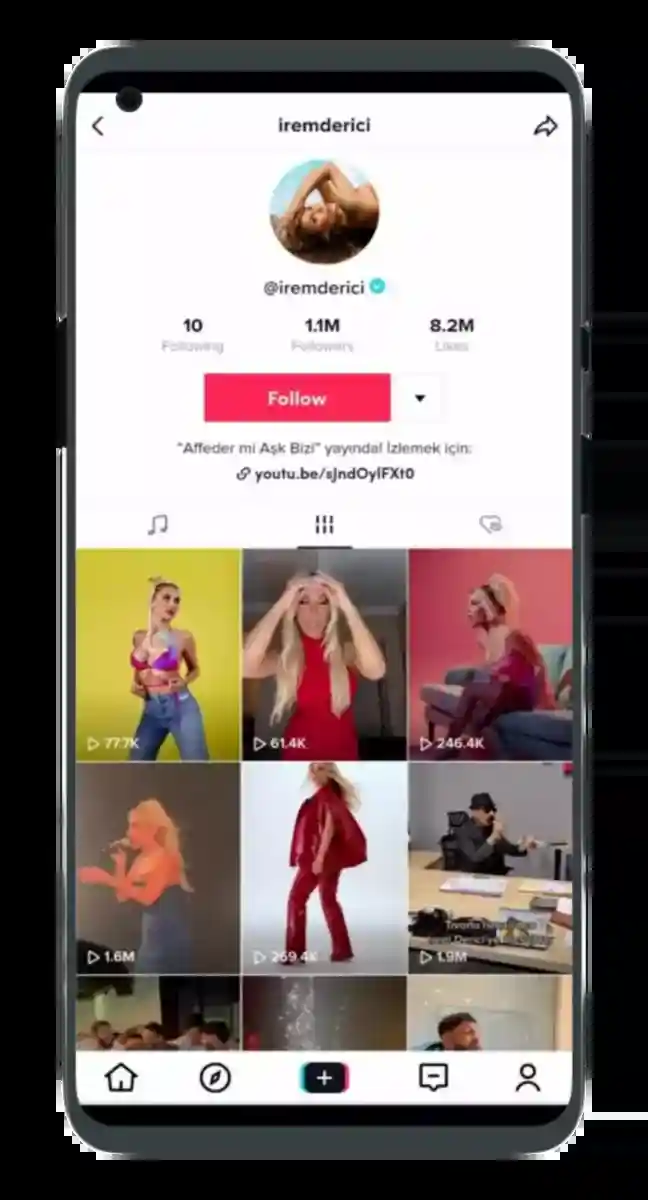 iremderici
@iremderici
10 1.1M 8.2M
Following Followers Likes
Follow
"Affeder mi Aşk Bizi" yayında! İzlemek için:
youtu.be/sJndOylFXt0
77.7K 61.4K 246.4K
1.6M 269.4K 1.9M